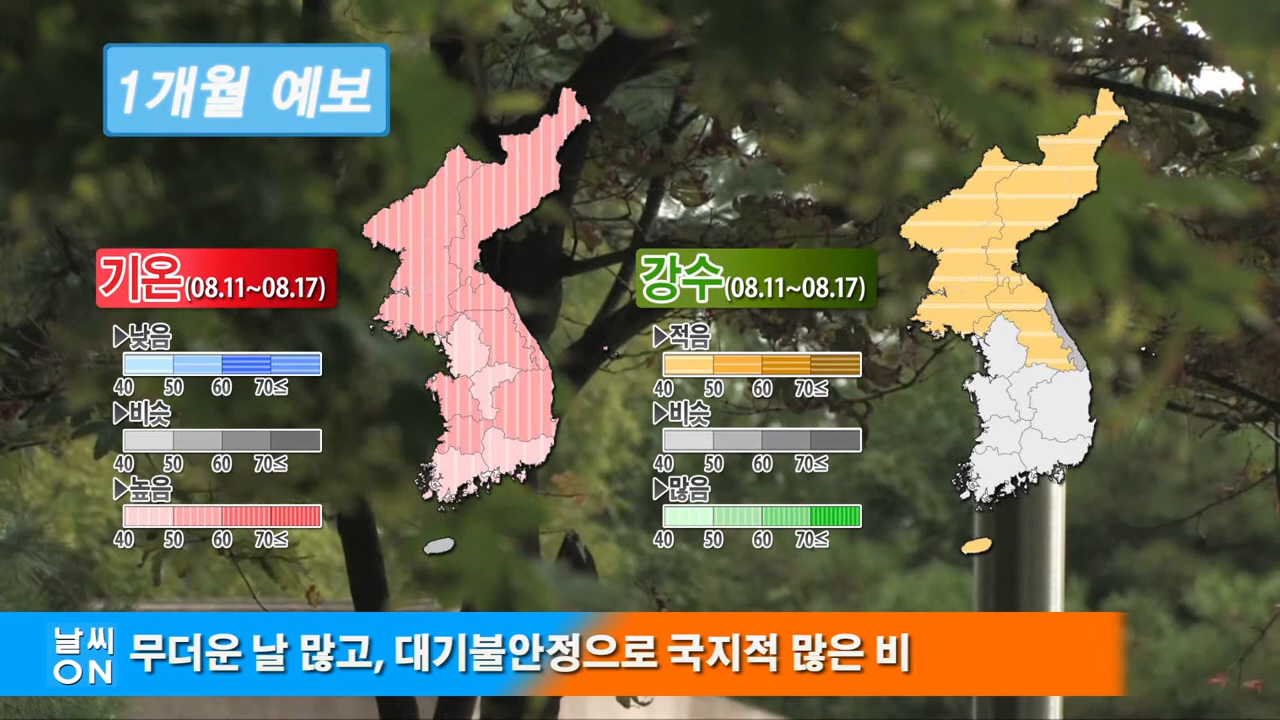 1개월 예보
기온(08.11~08.17)
▶낮음
40 50 60 70≤
▶비슷
40 50 60 70≤
▶높음
40 50 60 70≤
강수(08.11~08.17)
▶적음
40 50 60 70≤
▶비슷
40 50 60 70≤
▶많음
40 50 60 70≤
날씨
ON
무더운 날 많고, 대기불안정으로 국지적 많은 비